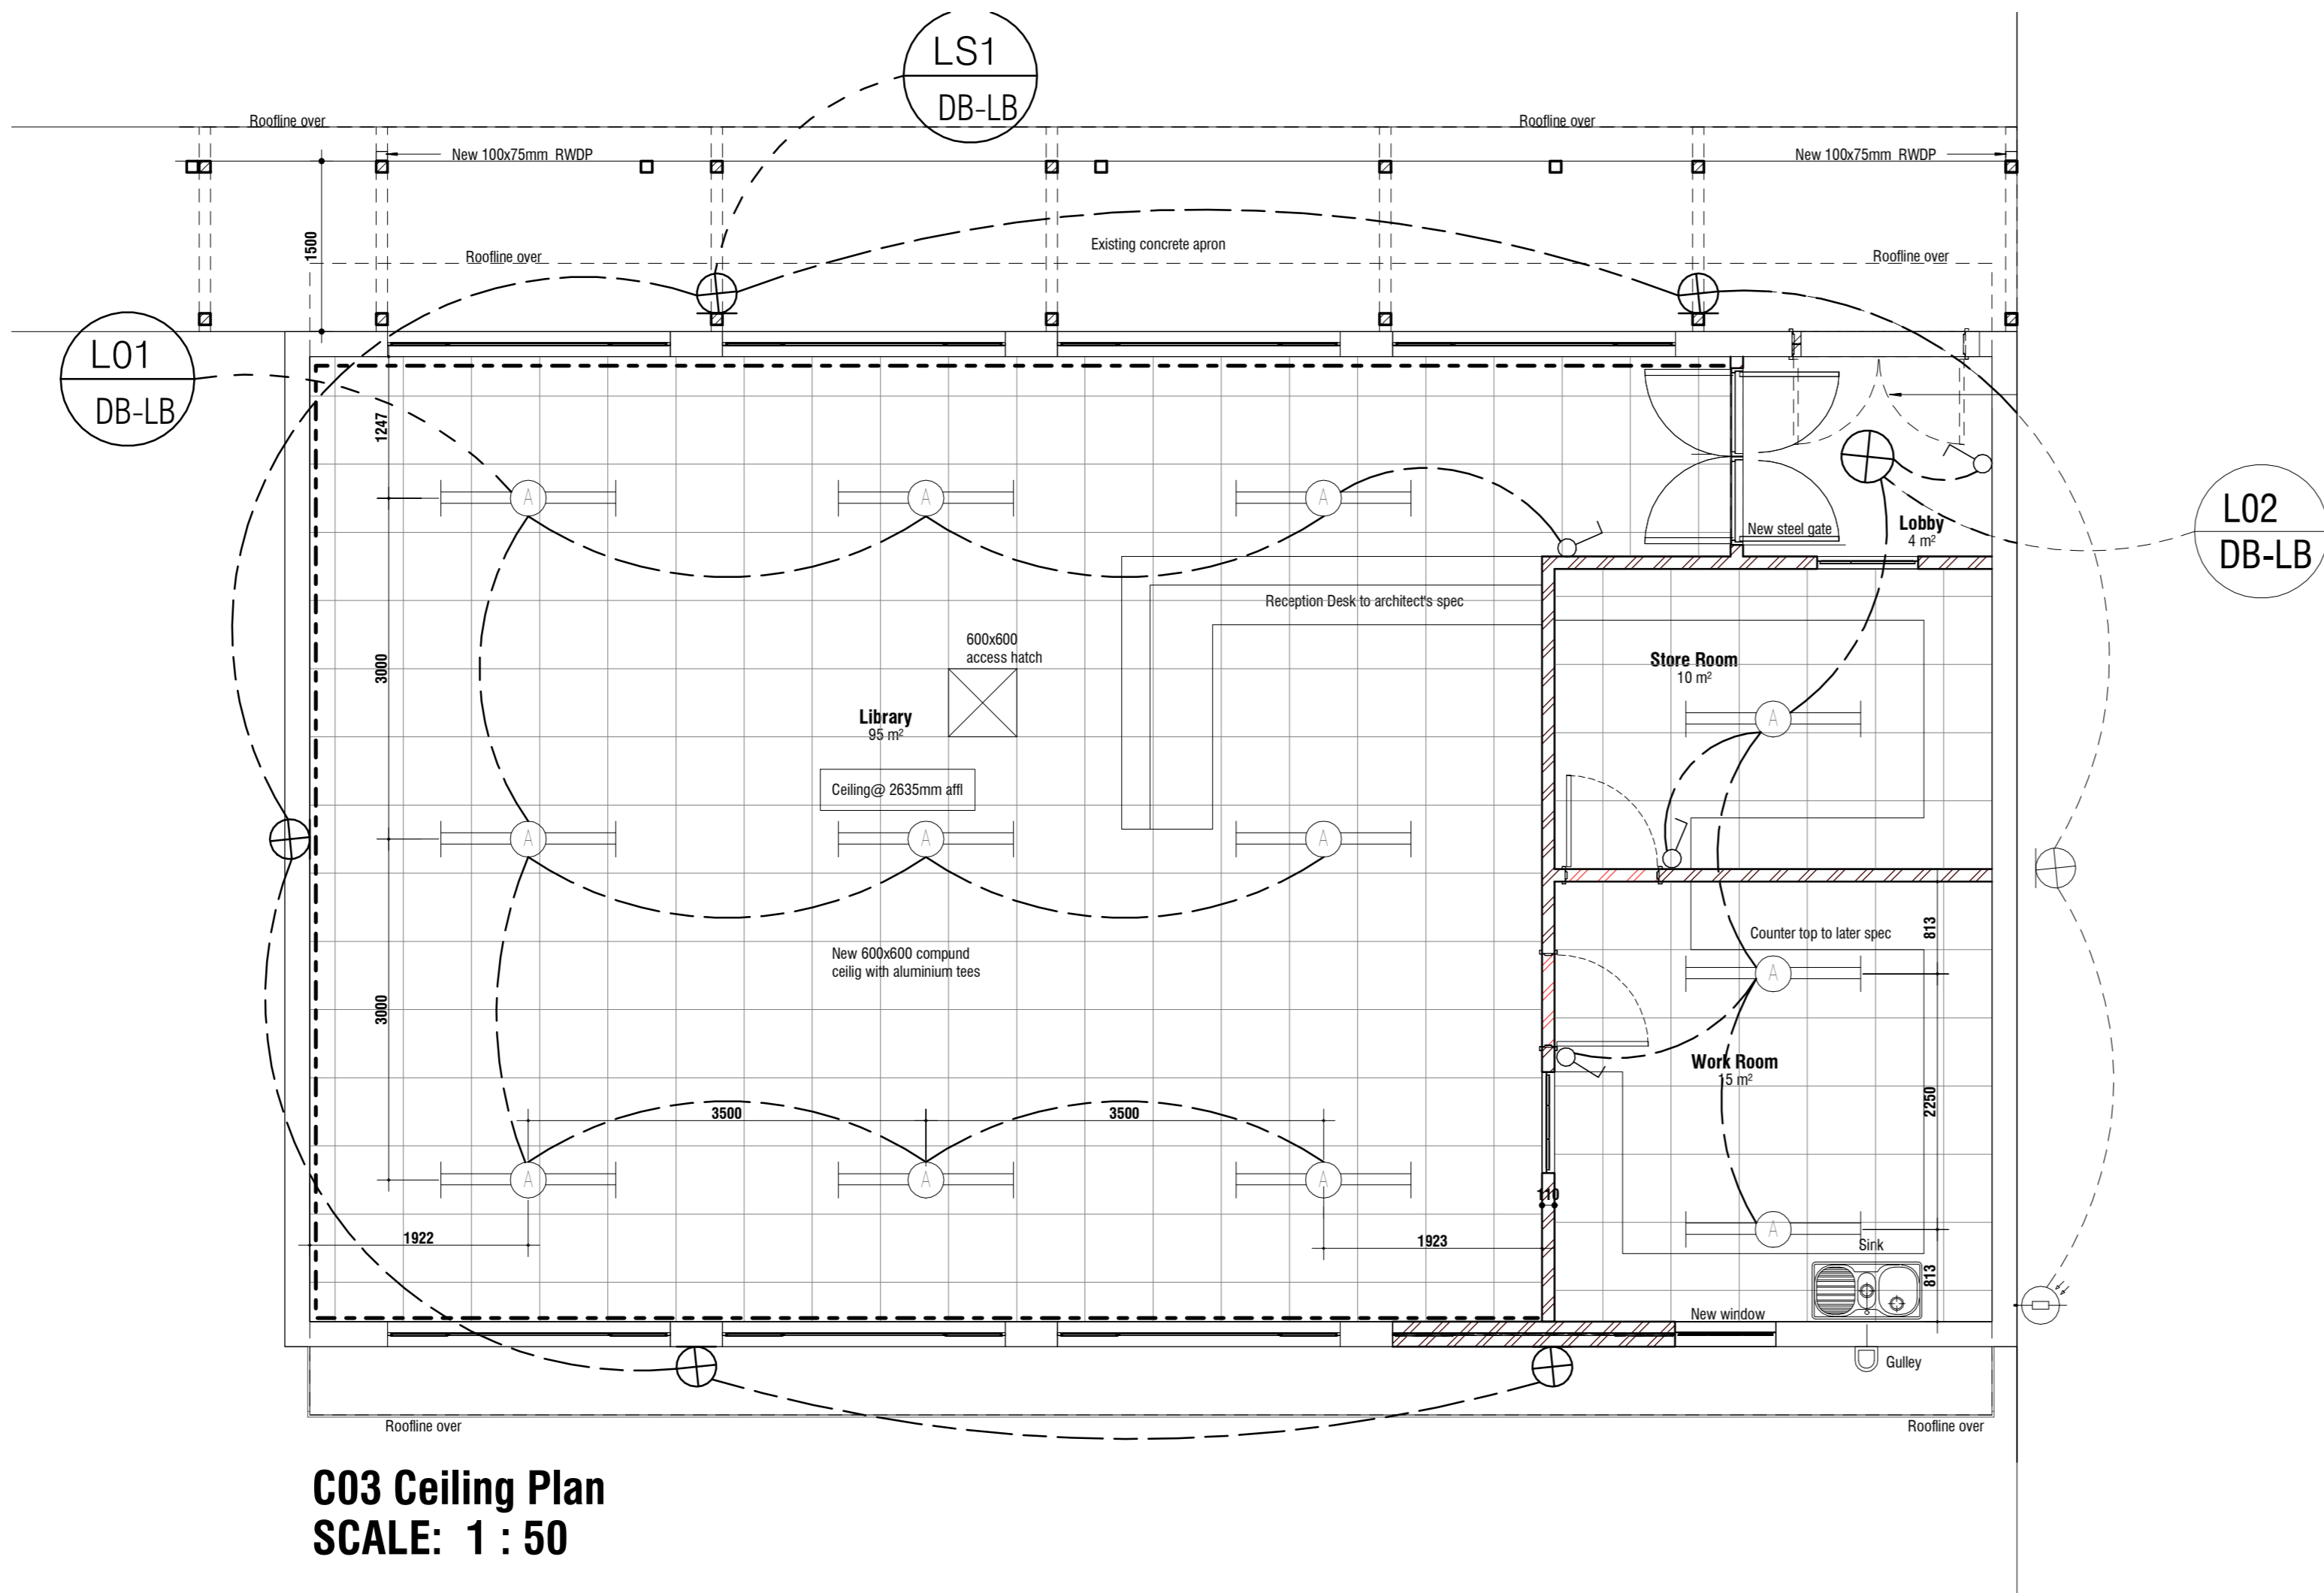 LS1
DB-LB
Roofline over
Roofline over
New 100x75mm RWDP
New 100x75mm RWDP
1500
Existing concrete apron
Roofline over
Roofline over
L01
DB-LB
1247
A
A
A
L02
DB-LB
New steel gate
Lobby
4 m²
Reception Desk to architect's spec
600x600
access hatch
3000
Store Room
10 m²
Library
95 m²
A
Ceiling@ 2635mm affl
A
A
A
813
Counter top to later spec
New 600x600 compund
ceilig with aluminium tees
A
3000
Work Room
15 m²
2250
3500
3500
A
A
A
110
A
1922
1923
Sink
813
New window
Gulley
Roofline over
Roofline over
C03 Ceiling Plan
SCALE: 1 : 50